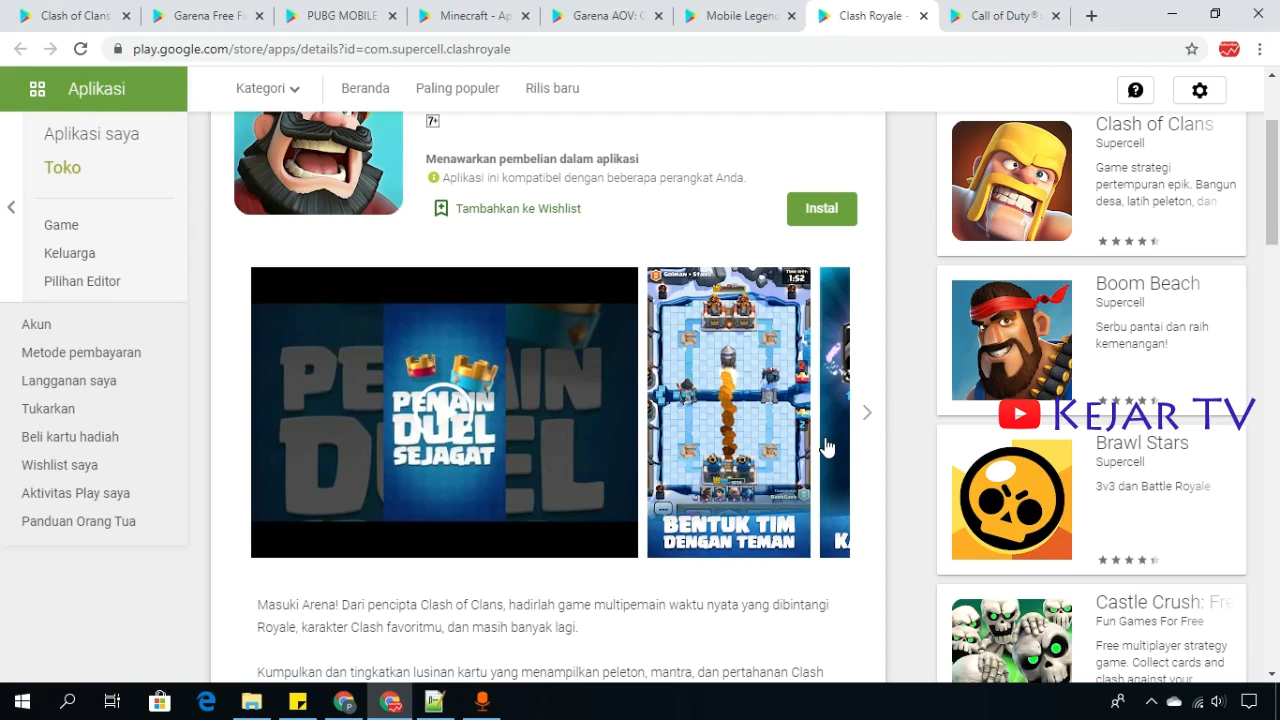 Clash of Clans
Garena Free Fi
PUBG MOBILE
Minecraft - Ap
Garena AOV: C
Mobile Legend
Clash Royale -
Call of Duty®:
play.google.com/store/apps/details?id=com.supercell.clashroyale
Aplikasi
Kategori
Beranda
Paling populer
Rilis baru
Aplikasi saya
Toko
Game
Keluarga
Pilihan Editor
Akun
Metode pembayaran
Langganan saya
Tukarkan
Beli kartu hadiah
Wishlist saya
Aktivitas Play saya
Panduan Orang Tua
7+
Menawarkan pembelian dalam aplikasi
Aplikasi ini kompatibel dengan beberapa perangkat Anda.
Tambahkan ke Wishlist
Instal
PEMAIN
DUEL
PEMAIN
DUEL
SEJAGAT
Time left:
1:52
BENTUK TIM
DENGAN TEMAN
Masuki Arena! Dari pencipta Clash of Clans, hadirlah game multipemain waktu nyata yang dibintangi
Royale, karakter Clash favoritmu, dan masih banyak lagi.
Kumpulkan dan tingkatkan lusinan kartu yang menampilkan peleton, mantra, dan pertahanan Clash
Clash of Clans
Supercell
Game strategi
pertempuran epik. Bangun
desa, latih peleton, dan
Boom Beach
Supercell
Serbu pantai dan raih
kemenangan!
KEJAR TV
Brawl Stars
Supercell
3v3 dan Battle Royale
Castle Crush: Fre
Fun Games For Free
Free multiplayer strategy
game. Collect cards and
clash against your